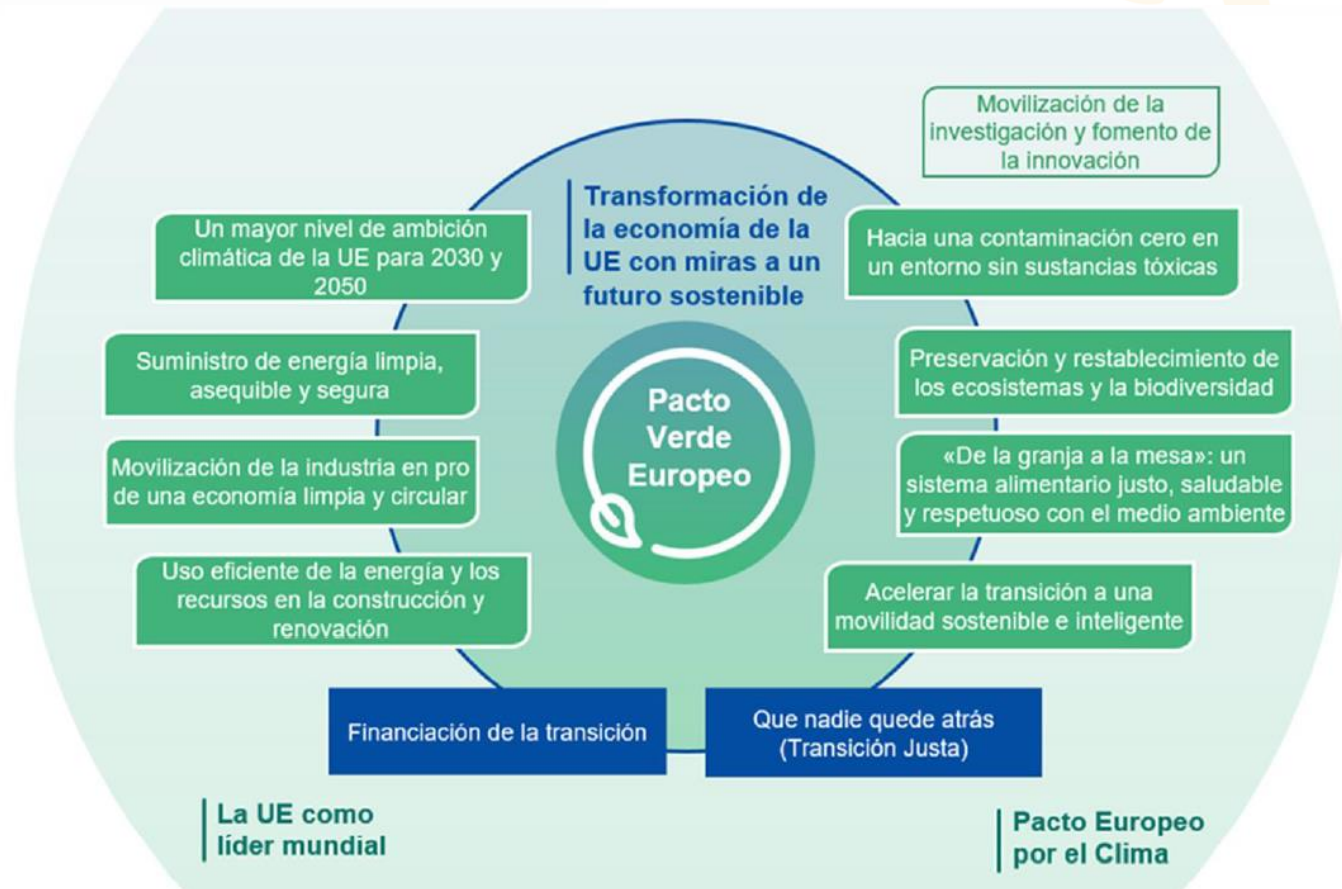 Movilización de la
investigación y fomento de
la innovación
Transformación de
la economía de la
UE con miras a un
futuro sostenible
Un mayor nivel de ambición
climática de la UE para 2030 y
2050
Suministro de energía limpia,
asequible y segura
Movilización de la industria en pro
de una economía limpia y circular
Uso eficiente de la energía y los
recursos en la construcción y
renovación
Pacto
Verde
Europeo
Hacia una contaminación cero en
un entorno sin sustancias tóxicas
Preservación y restablecimiento de
los ecosistemas y la biodiversidad
«De la granja a la mesa»: un
sistema alimentario justo, saludable
y respetuoso con el medio ambiente
Acelerar la transición a una
movilidad sostenible e inteligente
Financiación de la transición
Que nadie quede atrás
(Transición Justa)
La UE como
líder mundial
Pacto Europeo
por el Clima